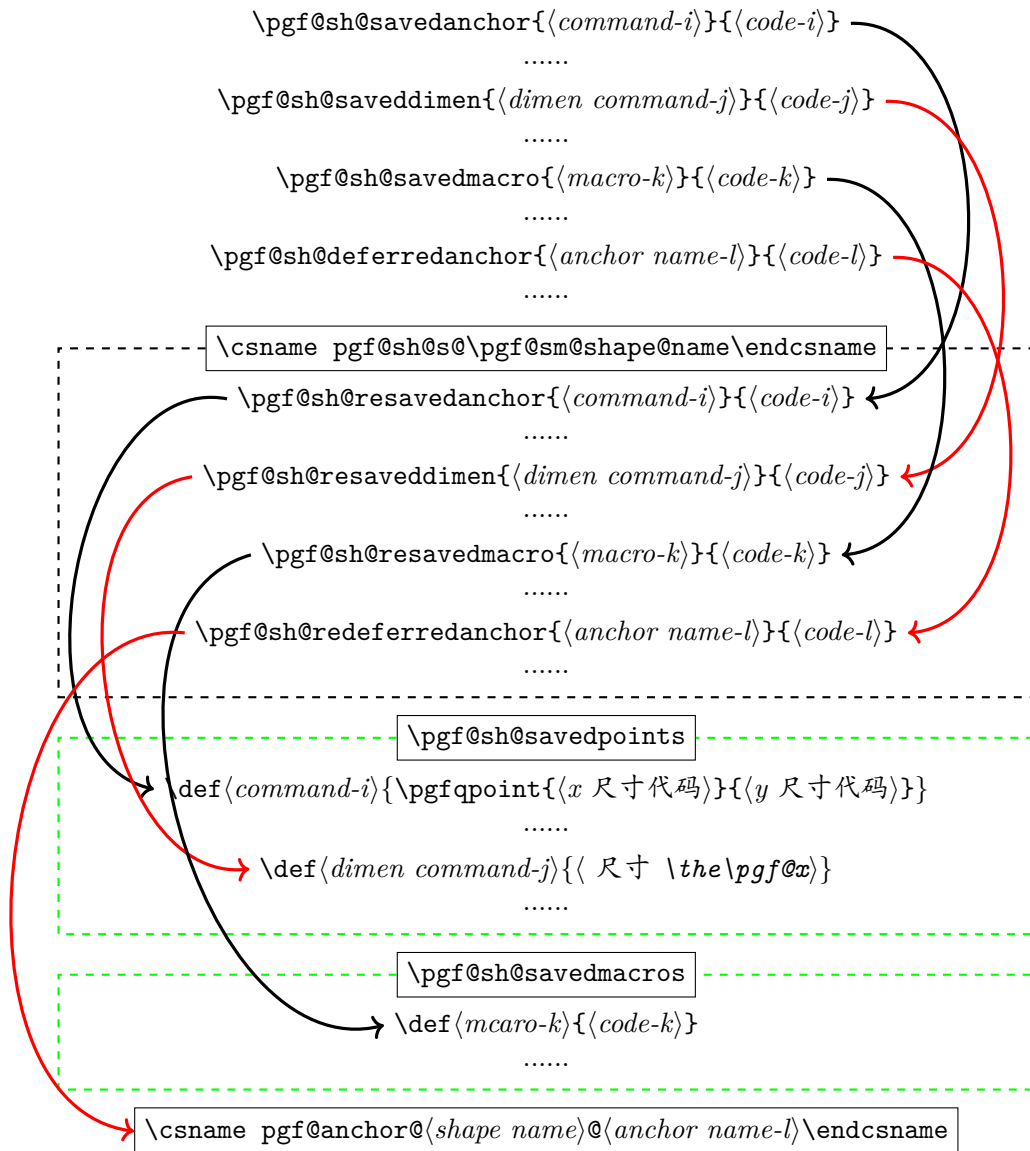 \pgf@sh@savedanchor{⟨command-i⟩}{⟨code-i⟩}
......
\pgf@sh@saveddimen{⟨dimen command-j⟩}{⟨code-j⟩}
......
\pgf@sh@savedmacro{⟨macro-k⟩}{⟨code-k⟩}
......
\pgf@sh@deferredanchor{⟨anchor name-l⟩}{⟨code-l⟩}
......
\csname pgf@sh@s@\pgf@sm@shape@name\endcsname
\pgf@sh@resavedanchor{⟨command-i⟩}{⟨code-i⟩}
......
\pgf@sh@resaveddimen{⟨dimen command-j⟩}{⟨code-j⟩}
......
\pgf@sh@resavedmacro{⟨macro-k⟩}{⟨code-k⟩}
......
\pgf@sh@redeferredanchor{⟨anchor name-l⟩}{⟨code-l⟩}
......
\pgf@sh@savedpoints
\def⟨command-i⟩{\pgfqpoint{⟨x 尺寸代码⟩}{⟨y 尺寸代码⟩}}
......
\def⟨dimen command-j⟩{⟨ 尺寸 \the\pgf@x⟩}
......
\pgf@sh@savedmacros
\def⟨mcaro-k⟩{⟨code-k⟩}
......
\csname pgf@anchor@⟨shape name⟩@⟨anchor name-l⟩\endcsname